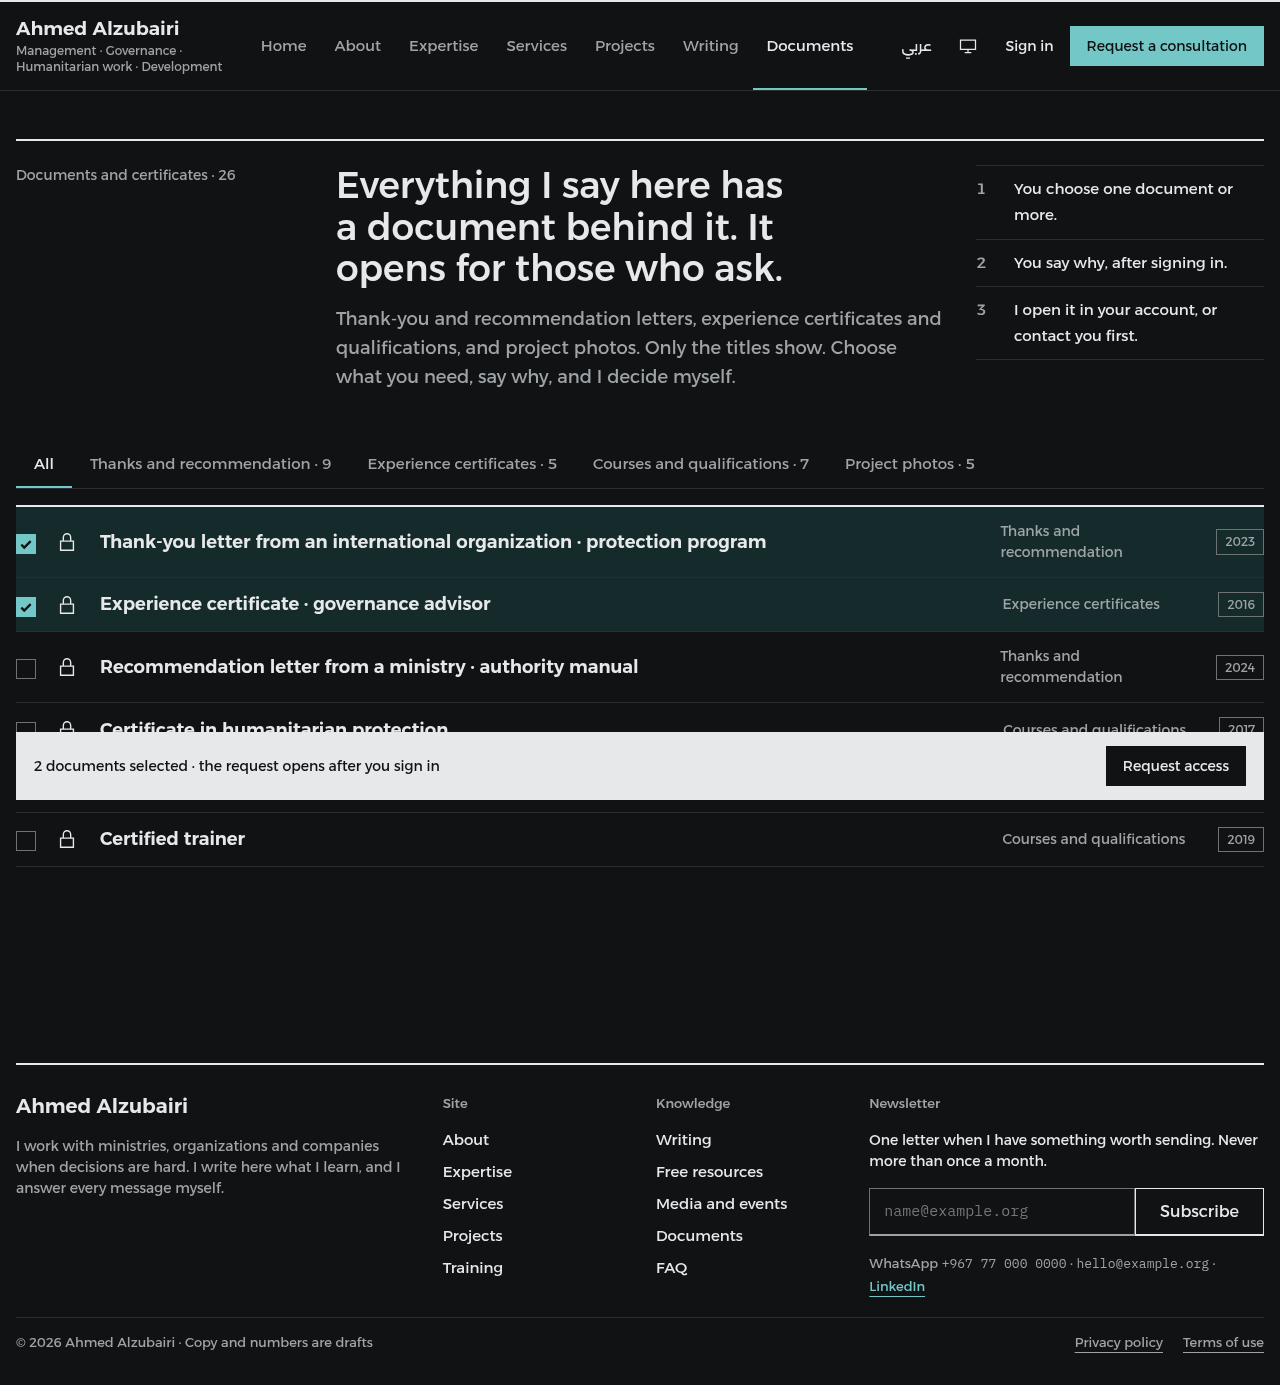 Ahmed Alzubairi
Management · Governance ·
Humanitarian work · Development
Home
About
Expertise
Services
Projects
Writing
Documents
عربي
Sign in
Request a consultation
Documents and certificates · 26
Everything I say here has
a document behind it. It
opens for those who ask.
Thank-you and recommendation letters, experience certificates and
qualifications, and project photos. Only the titles show. Choose
what you need, say why, and I decide myself.
1 You choose one document or
more.
2 You say why, after signing in.
3 I open it in your account, or
contact you first.
All
Thanks and recommendation · 9
Experience certificates · 5
Courses and qualifications · 7
Project photos · 5
Thank-you letter from an international organization · protection program
Thanks and
recommendation
2023
Experience certificate · governance advisor
Experience certificates
2016
Recommendation letter from a ministry · authority manual
Thanks and
recommendation
2024
Certificate in humanitarian protection
Courses and qualifications
2017
2 documents selected · the request opens after you sign in
Request access
Certified trainer
Courses and qualifications
2019
Ahmed Alzubairi
I work with ministries, organizations and companies
when decisions are hard. I write here what I learn, and I
answer every message myself.
Site
About
Expertise
Services
Projects
Training
Knowledge
Writing
Free resources
Media and events
Documents
FAQ
Newsletter
One letter when I have something worth sending. Never
more than once a month.
name@example.org
Subscribe
WhatsApp +967 77 000 0000 · hello@example.org ·
LinkedIn
© 2026 Ahmed Alzubairi · Copy and numbers are drafts
Privacy policy
Terms of use